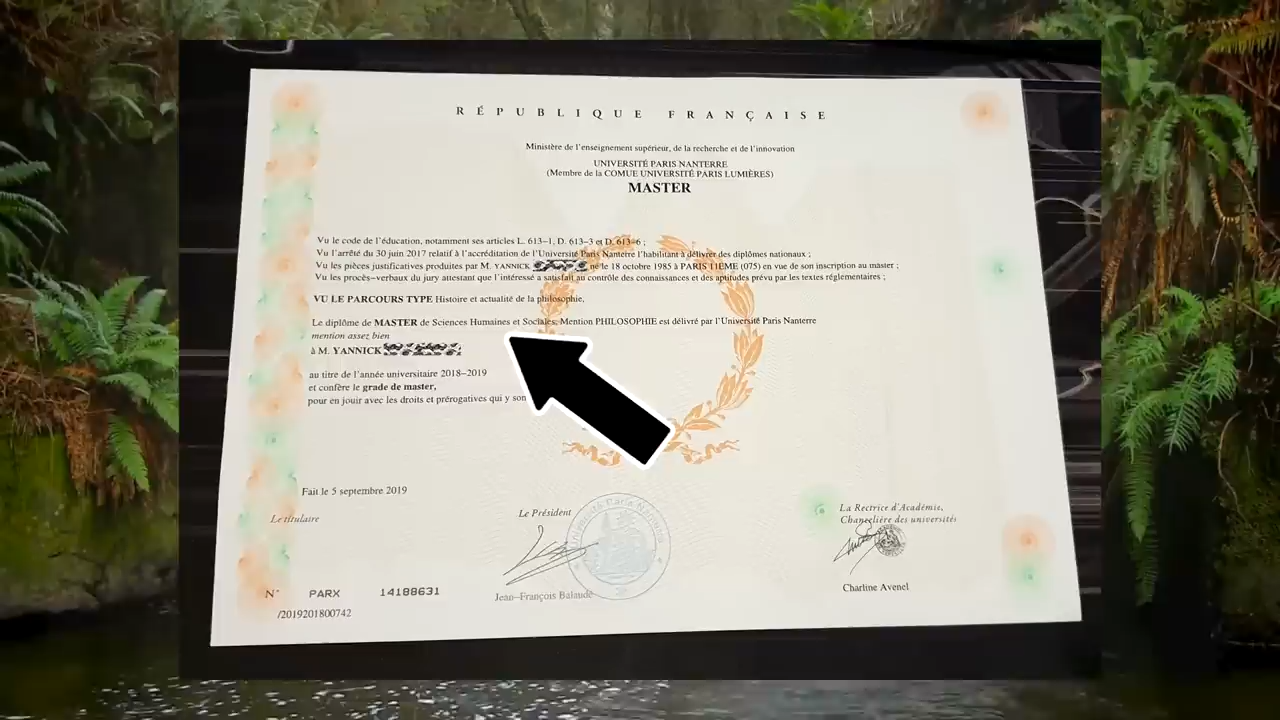 RÉPUBLIQUE FRANÇAISE
Ministère de l'enseignement supérieur, de la recherche et de l'innovation
UNIVERSITÉ PARIS NANTERRE
(Membre de la COMUE UNIVERSITÉ PARIS LUMIÈRES)
MASTER
Vu le code de l'éducation, notamment ses articles L. 613-1, D. 613-3 et D. 613-6 ;
Vu l'arrêté du 30 juin 2017 relatif à l'accréditation de l'Université Paris Nanterre l'habilitant à délivrer des diplômes nationaux ;
Vu les pièces justificatives produites par M. YANNICK né le 18 octobre 1985 à PARIS 11EME (075) en vue de son inscription au master ;
Vu les procès-verbaux du jury attestant que l'intéressé a satisfait au contrôle des connaissances et des aptitudes prévu par les textes réglementaires ;
VU LE PARCOURS TYPE Histoire et actualité de la philosophie,
Le diplôme de MASTER de Sciences Humaines et Sociales, Mention PHILOSOPHIE est délivré par l'Université Paris Nanterre
mention assez bien
à M. YANNICK
au titre de l'année universitaire 2018-2019
et confère le grade de master,
pour en jouir avec les droits et prérogatives qui y son
Fait le 5 septembre 2019
Le titulaire
Le Président
La Rectrice d'Académie,
Chancelière des universités
Université Paris Nanterre
Jean-François Balaudé
Charline Avenel
N° PARX 14188631
/2019201800742